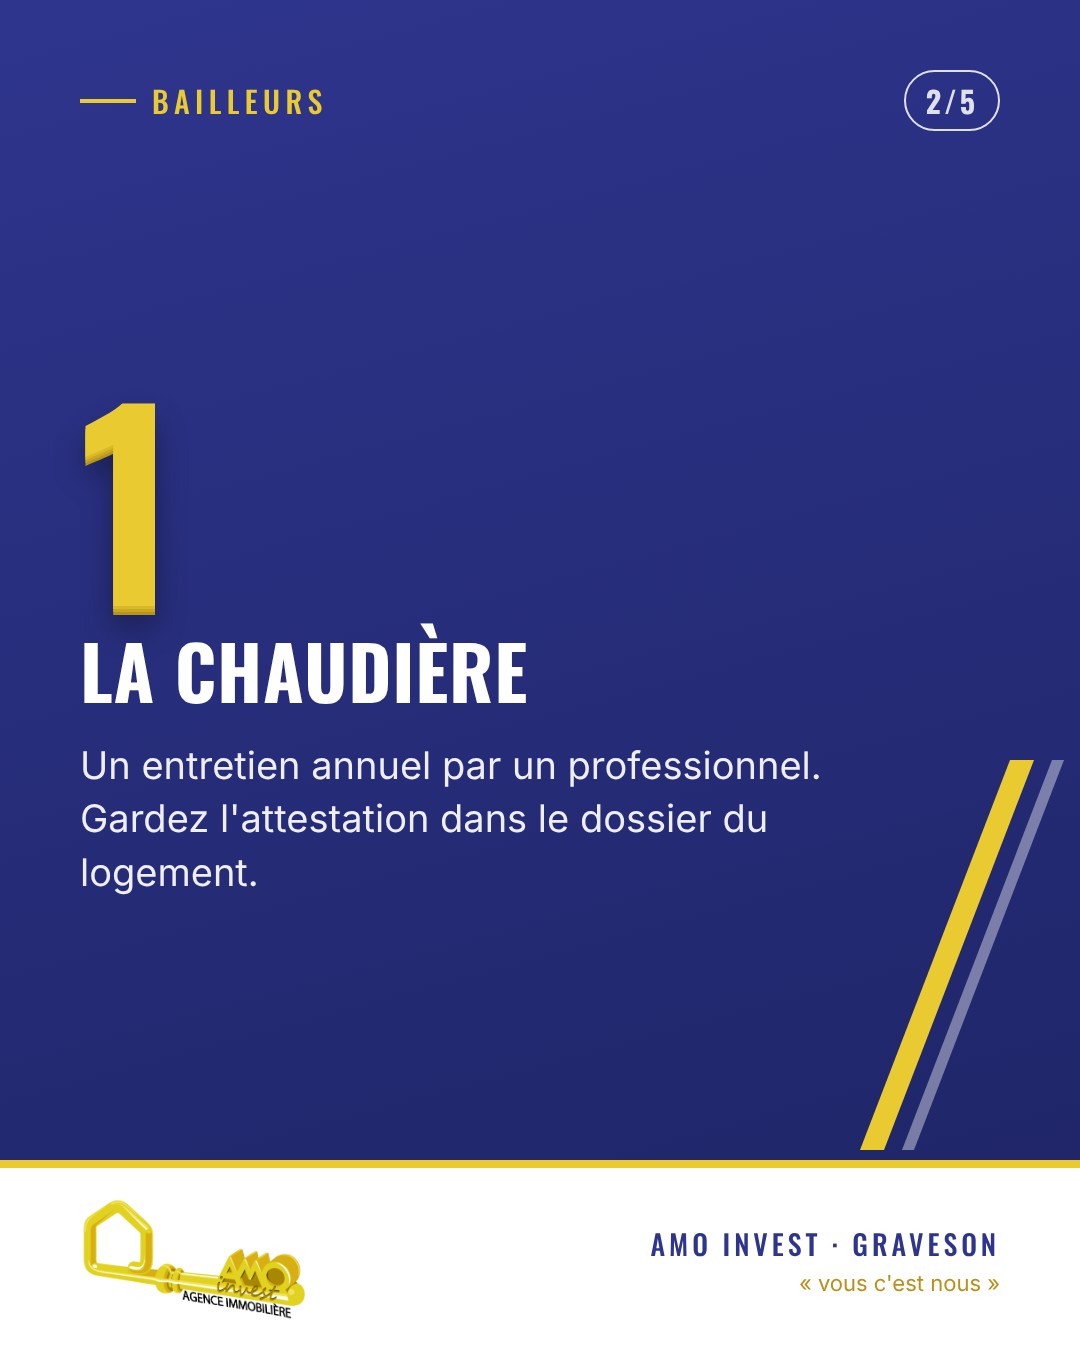 BAILLEURS
2/5
1
LA CHAUDIÈRE
Un entretien annuel par un professionnel.
Gardez l'attestation dans le dossier du
logement.
AMO
invest
AGENCE IMMOBILIÈRE
AMO INVEST · GRAVESON
« vous c'est nous »